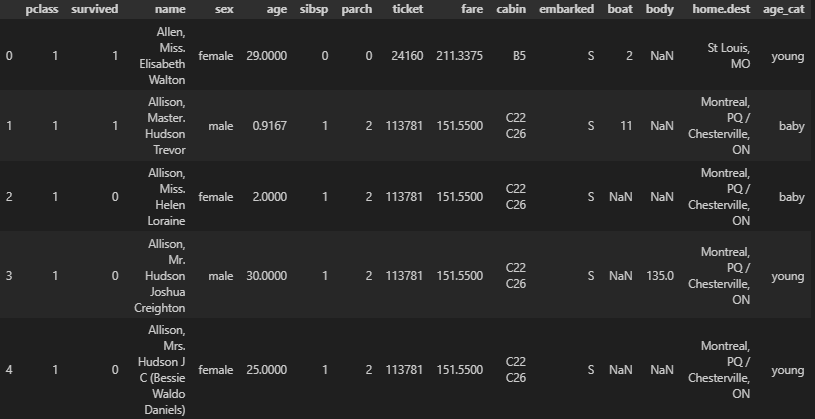 pclass survived name sex age sibsp parch ticket fare cabin embarked boat body home.dest age_cat
Allen,
Miss.
0 1 1 Elisabeth female 29.0000 0 0 24160 211.3375 B5 S 2 NaN St Louis, MO young
Walton
Allison,
Master.
1 1 1 Hudson male 0.9167 1 2 113781 151.5500 C22 C26 S 11 NaN Montreal, PQ / Chesterville, ON baby
Trevor
Allison,
Miss.
2 1 0 Helen female 2.0000 1 2 113781 151.5500 C22 C26 S NaN NaN Montreal, PQ / Chesterville, ON baby
Loraine
Allison,
Mr.
3 1 0 Hudson male 30.0000 1 2 113781 151.5500 C22 C26 S NaN 135.0 Montreal, PQ / Chesterville, ON young
Joshua
Creighton
Allison,
Mrs.
Hudson J
4 1 0 C (Bessie female 25.0000 1 2 113781 151.5500 C22 C26 S NaN NaN Montreal, PQ / Chesterville, ON young
Waldo
Daniels)